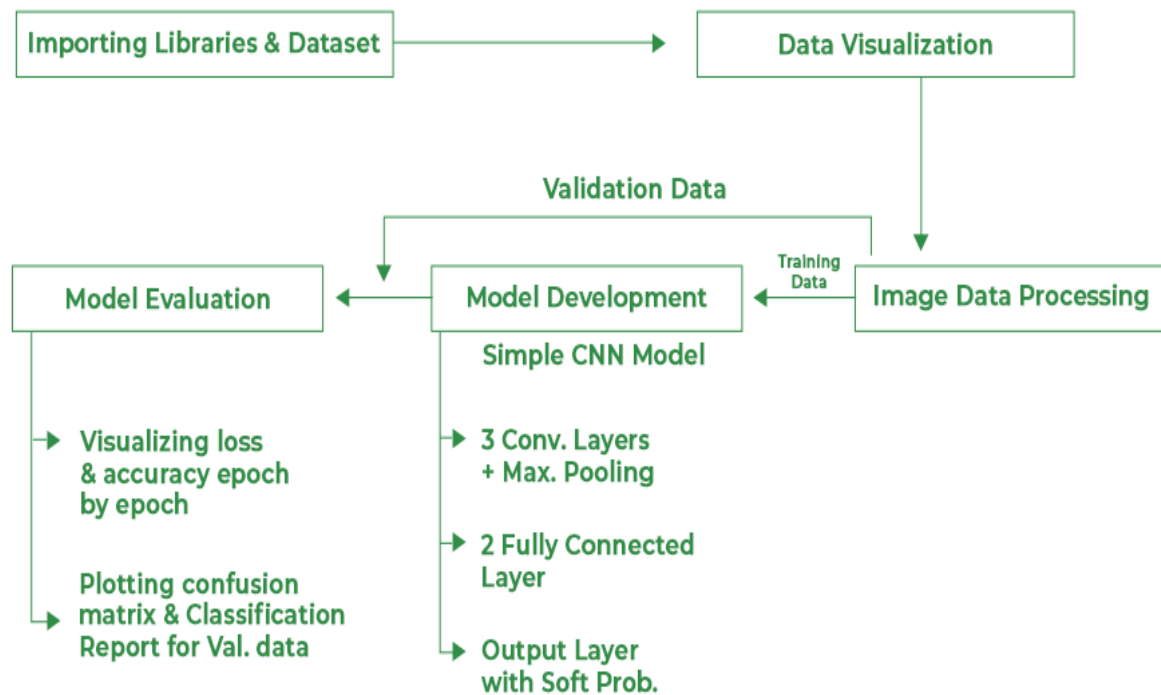 Importing Libraries & Dataset
Data Visualization
Validation Data
Training
Data
Model Evaluation
Model Development
Image Data Processing
Simple CNN Model
Visualizing loss
& accuracy epoch
by epoch
Plotting confusion
matrix & Classification
Report for Val. data
3 Conv. Layers
+ Max. Pooling
2 Fully Connected
Layer
Output Layer
with Soft Prob.